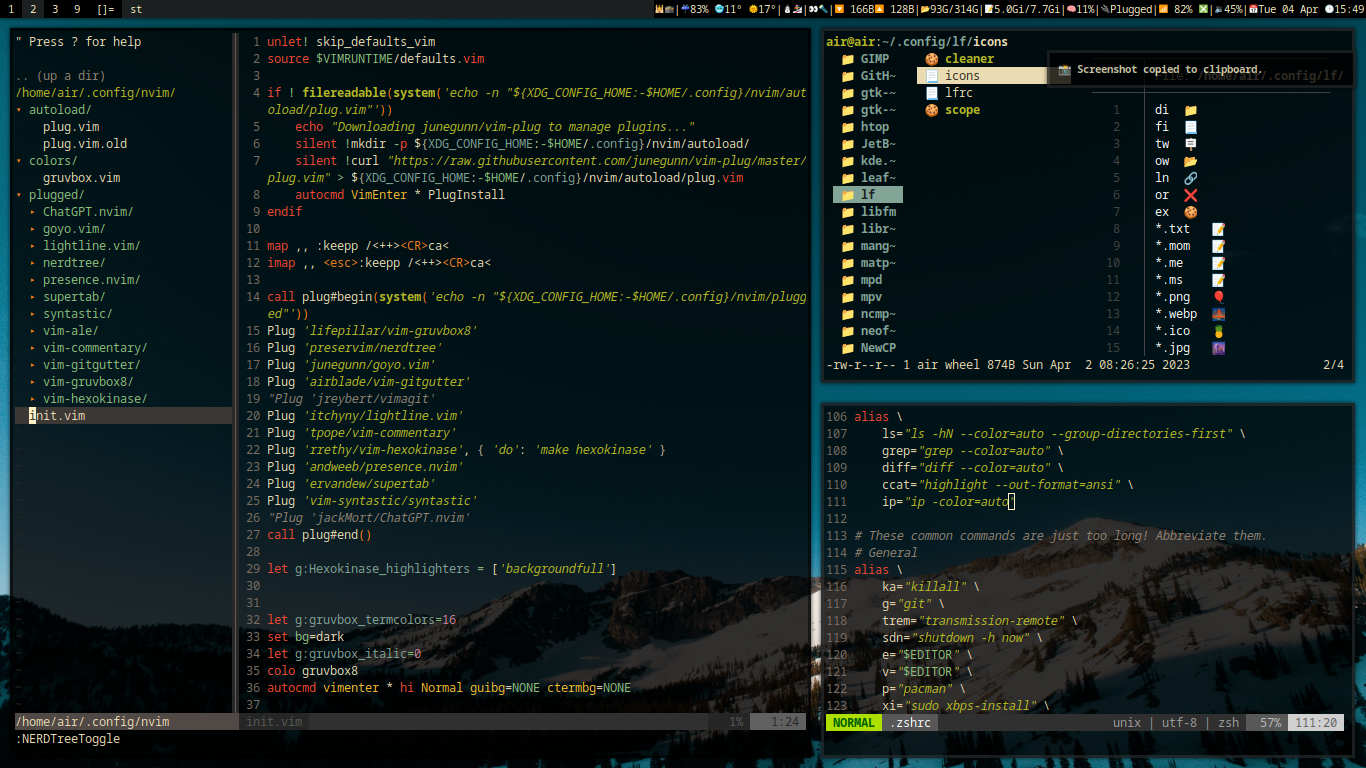 1 2 3 9 []= st
83% 11° 17° 166B 128B 93G/314G 5.0Gi/7.7Gi 11% Plugged 82% 45% Tue 04 Apr 15:49
" Press ? for help
.. (up a dir)
/home/air/.config/nvim/
▾ autoload/
plug.vim
plug.vim.old
▾ colors/
gruvbox.vim
▾ plugged/
▸ ChatGPT.nvim/
▸ goyo.vim/
▸ lightline.vim/
▸ nerdtree/
▸ presence.nvim/
▸ supertab/
▸ syntastic/
▸ vim-ale/
▸ vim-commentary/
▸ vim-gitgutter/
▸ vim-gruvbox8/
▸ vim-hexokinase/
init.vim
/home/air/.config/nvim
:NERDTreeToggle
1 unlet! skip_defaults_vim
2 source $VIMRUNTIME/defaults.vim
3
4 if ! filereadable(system('echo -n "${XDG_CONFIG_HOME:-$HOME/.config}/nvim/aut
oload/plug.vim"'))
5 echo "Downloading junegunn/vim-plug to manage plugins..."
6 silent !mkdir -p ${XDG_CONFIG_HOME:-$HOME/.config}/nvim/autoload/
7 silent !curl "https://raw.githubusercontent.com/junegunn/vim-plug/master/
plug.vim" > ${XDG_CONFIG_HOME:-$HOME/.config}/nvim/autoload/plug.vim
8 autocmd VimEnter * PlugInstall
9 endif
10
11 map ,, :keepp /<++><CR>ca<
12 imap ,, <esc>:keepp /<++><CR>ca<
13
14 call plug#begin(system('echo -n "${XDG_CONFIG_HOME:-$HOME/.config}/nvim/plugg
ed"'))
15 Plug 'lifepillar/vim-gruvbox8'
16 Plug 'preservim/nerdtree'
17 Plug 'junegunn/goyo.vim'
18 Plug 'airblade/vim-gitgutter'
19 "Plug 'jreybert/vimagit'
20 Plug 'itchyny/lightline.vim'
21 Plug 'tpope/vim-commentary'
22 Plug 'rrethy/vim-hexokinase', { 'do': 'make hexokinase' }
23 Plug 'andweeb/presence.nvim'
24 Plug 'ervandew/supertab'
25 Plug 'vim-syntastic/syntastic'
26 "Plug 'jackMort/ChatGPT.nvim'
27 call plug#end()
28
29 let g:Hexokinase_highlighters = ['backgroundfull']
30
31
32 let g:gruvbox_termcolors=16
33 set bg=dark
34 let g:gruvbox_italic=0
35 colo gruvbox8
36 autocmd vimenter * hi Normal guibg=NONE ctermbg=NONE
37
init.vim 1% 1:24
air@air:~/.config/lf/icons
GIMP
GitH~
gtk-~
gtk-~
htop
JetB~
kde.~
leaf~
lf
libfm
libr~
mang~
matp~
mpd
mpv
ncmp~
neof~
NewCP
cleaner
icons
lfrc
scope
Screenshot copied to clipboard.
File: /home/air/.config/lf/
1 di
2 fi
3 tw
4 ow
5 ln
6 or
7 ex
8 *.txt
9 *.mom
10 *.me
11 *.ms
12 *.png
13 *.webp
14 *.ico
15 *.jpg
-rw-r--r-- 1 air wheel 874B Sun Apr  2 08:26:25 2023 2/4
106 alias \
107 ls="ls -hN --color=auto --group-directories-first" \
108 grep="grep --color=auto" \
109 diff="diff --color=auto" \
110 ccat="highlight --out-format=ansi" \
111 ip="ip -color=auto"
112
113 # These common commands are just too long! Abbreviate them.
114 # General
115 alias \
116 ka="killall" \
117 g="git" \
118 trem="transmission-remote" \
119 sdn="shutdown -h now" \
120 e="$EDITOR" \
121 v="$EDITOR" \
122 p="pacman" \
123 xi="sudo xbps-install" \
NORMAL .zshrc unix | utf-8 | zsh 57% 111:20